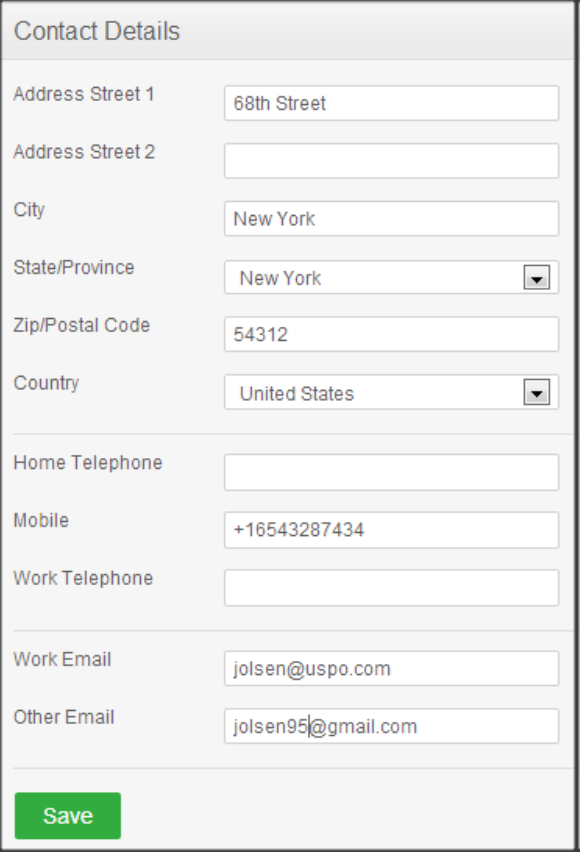 Contact Details
Address Street 1
68th Street
Address Street 2
City
New York
State/Province
New York
Zip/Postal Code
54312
Country
United States
Home Telephone
Mobile
+16543287434
Work Telephone
Work Email
jolsen@uspo.com
Other Email
jolsen95@gmail.com
Save